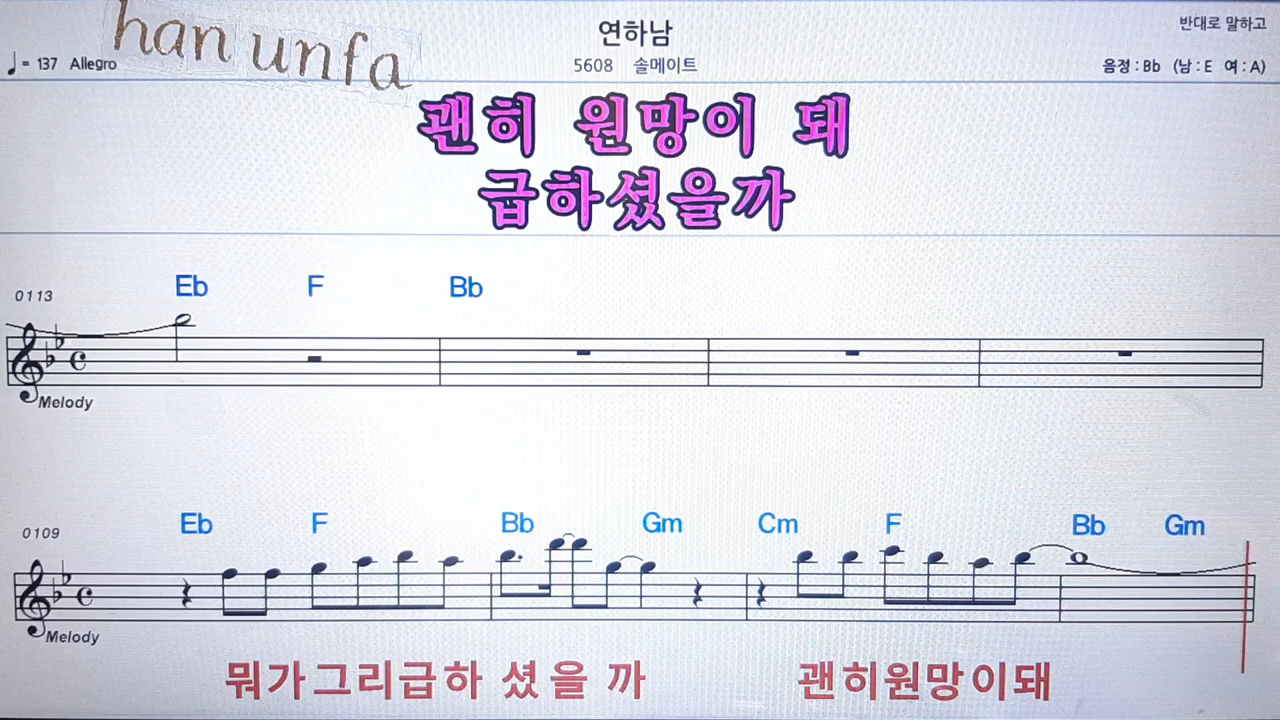 han unfa
연하남
반대로 말하고
♩= 137 Allegro
5608 솔메이트
음정 : Bb (남 : E 여 : A)
괜히 원망이 돼
급하셨을까
Eb F Bb
0113
Melody
Eb F Bb Gm Cm F Bb Gm
0109
Melody
뭐가그리급하 셨 을 까 괜히원망이돼